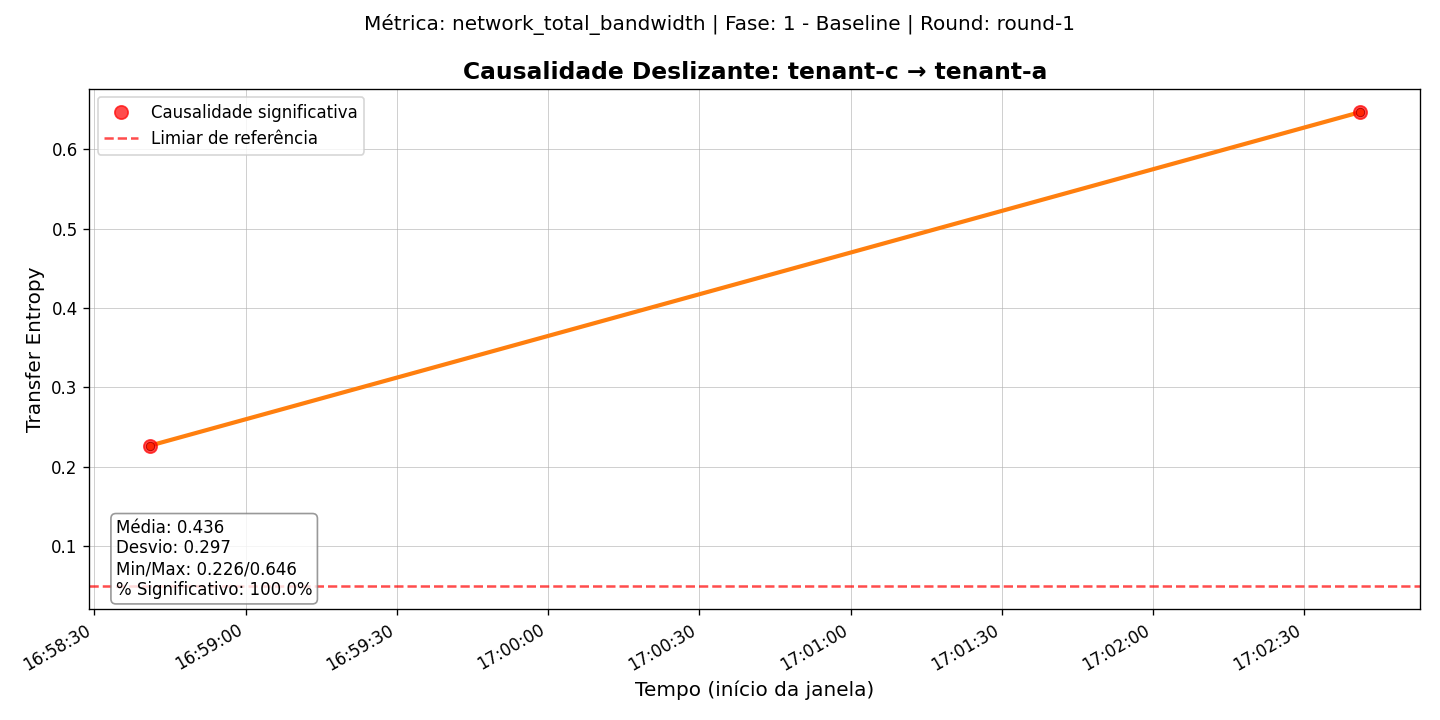 Métrica: network_total_bandwidth | Fase: 1 - Baseline | Round: round-1
Causalidade Deslizante: tenant-c → tenant-a
Causalidade significativa
Limiar de referência
Transfer Entropy
0.6
0.5
0.4
0.3
0.2
0.1
Média: 0.436
Desvio: 0.297
Min/Max: 0.226/0.646
% Significativo: 100.0%
16:58:30
16:59:00
16:59:30
17:00:00
17:00:30
17:01:00
17:01:30
17:02:00
17:02:30
Tempo (início da janela)